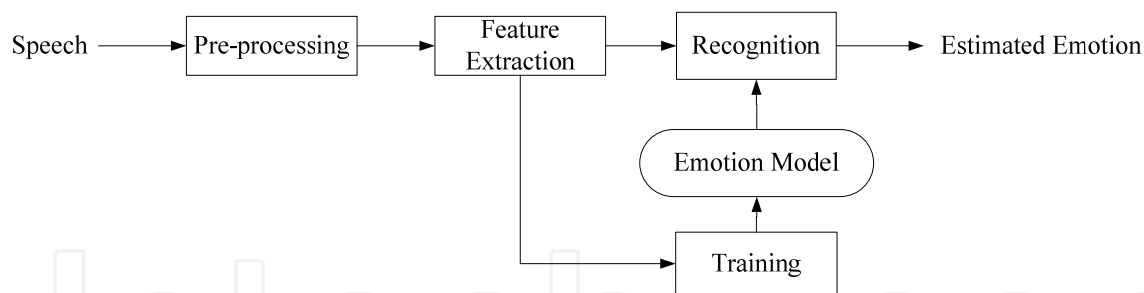 Speech
Pre-processing
Feature
Extraction
Recognition
Estimated Emotion
Emotion Model
Training